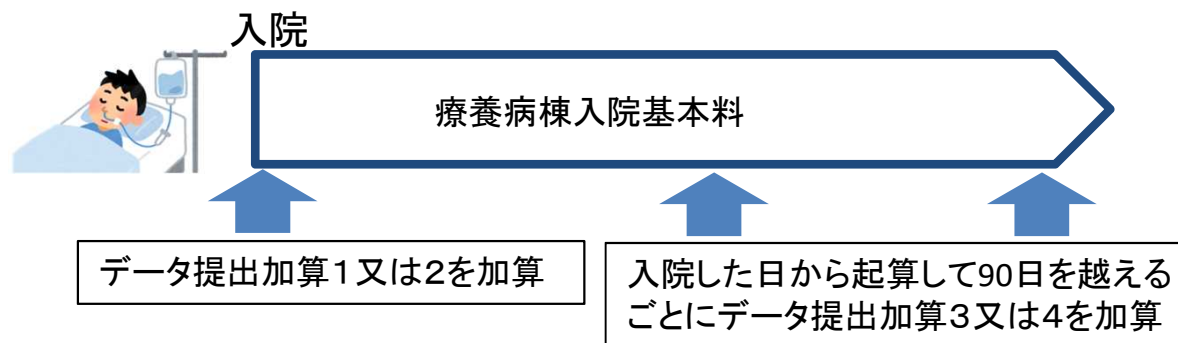 入院
療養病棟入院基本料
データ提出加算１又は２を加算
入院した日から起算して90日を越える
ごとにデータ提出加算３又は４を加算